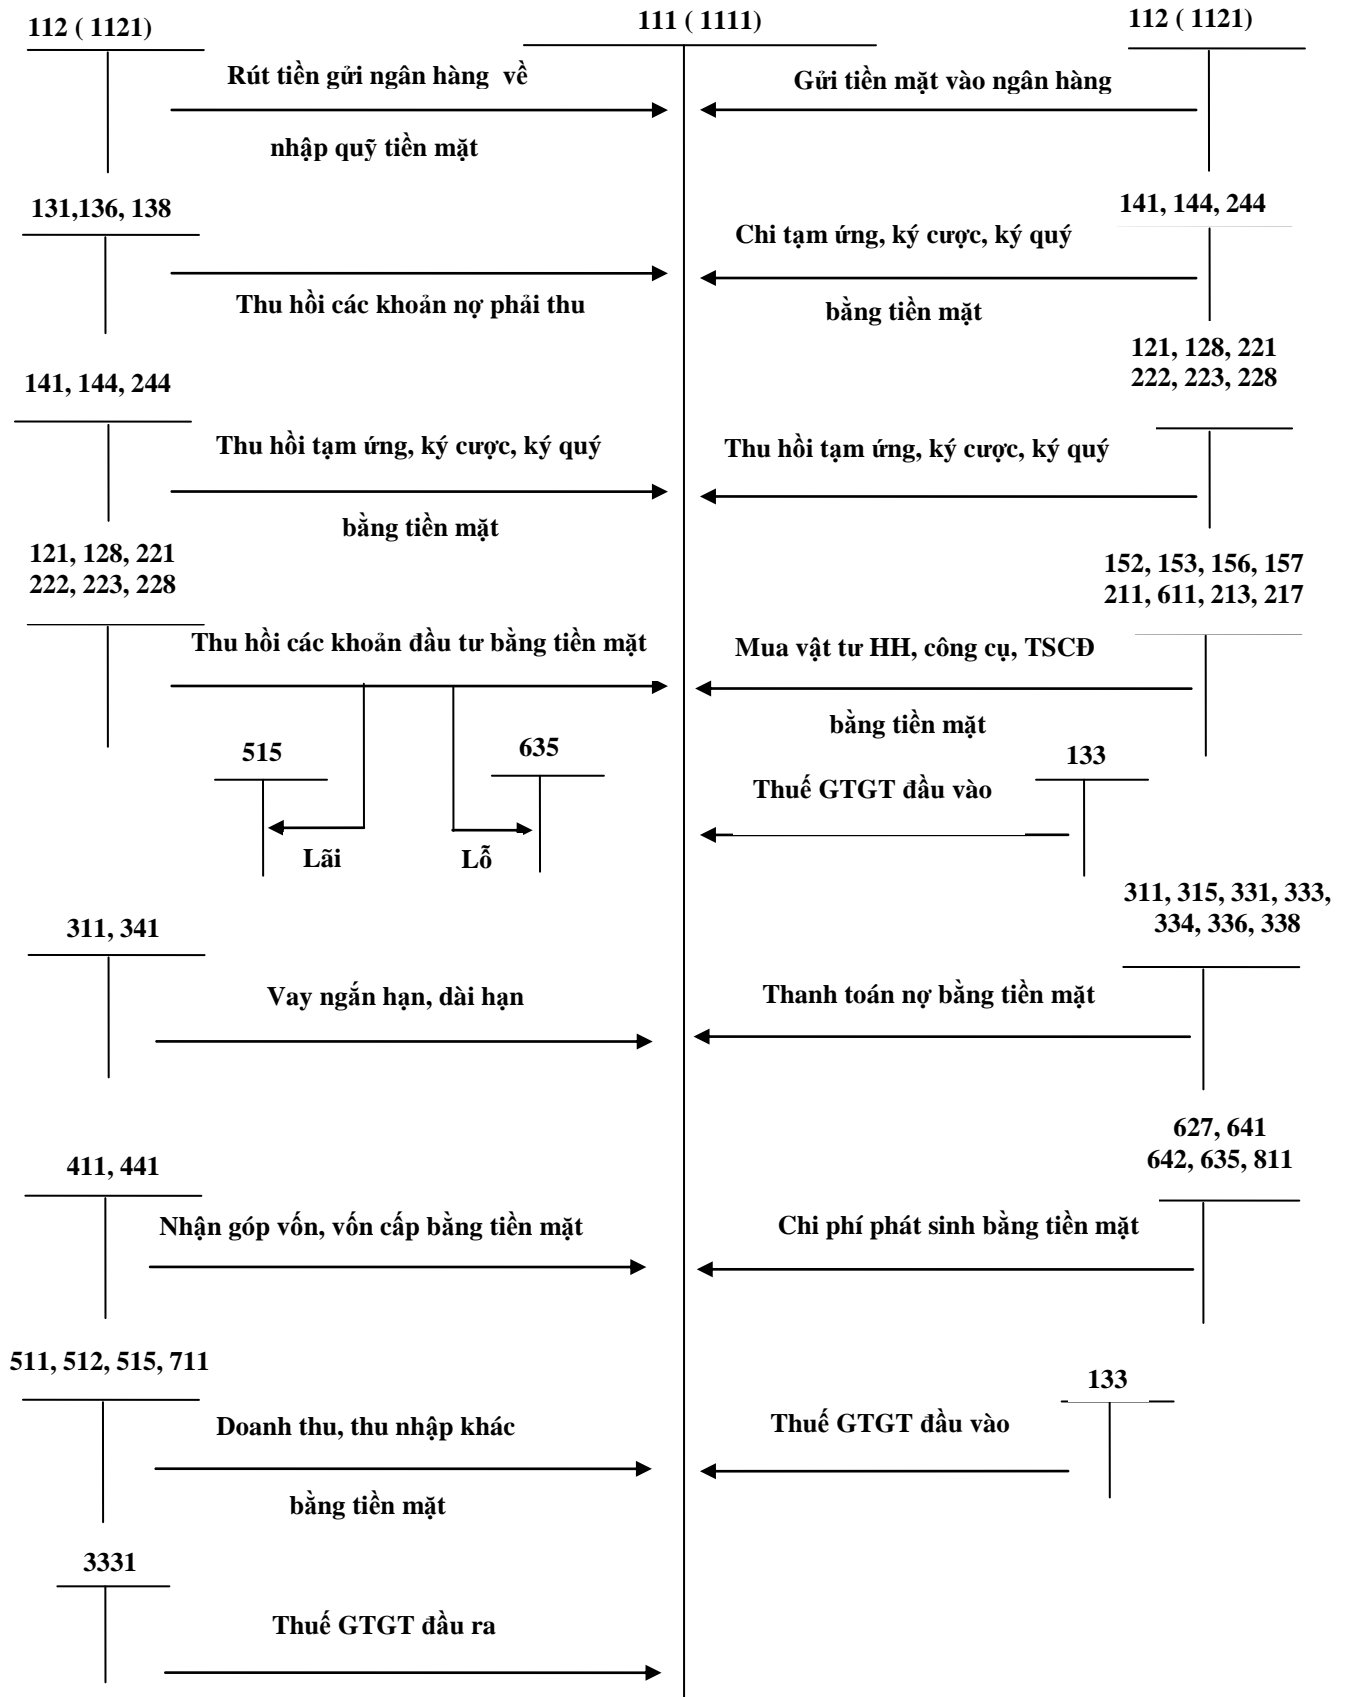 112 ( 1121)
111 ( 1111)
112 ( 1121)
Rút tiền gửi ngân hàng về
Gửi tiền mặt vào ngân hàng
nhập quỹ tiền mặt
131,136, 138
141, 144, 244
Chi tạm ứng, ký cược, ký quý
Thu hồi các khoản nợ phải thu
bằng tiền mặt
121, 128, 221
222, 223, 228
141, 144, 244
Thu hồi tạm ứng, ký cược, ký quý
Thu hồi tạm ứng, ký cược, ký quý
bằng tiền mặt
121, 128, 221
222, 223, 228
152, 153, 156, 157
211, 611, 213, 217
Thu hồi các khoản đầu tư bằng tiền mặt
Mua vật tư HH, công cụ, TSCĐ
bằng tiền mặt
515
635
133
Thuế GTGT đầu vào
Lãi
Lỗ
311, 315, 331, 333,
334, 336, 338
311, 341
Vay ngắn hạn, dài hạn
Thanh toán nợ bằng tiền mặt
627, 641
642, 635, 811
411, 441
Nhận góp vốn, vốn cấp bằng tiền mặt
Chi phí phát sinh bằng tiền mặt
511, 512, 515, 711
133
Doanh thu, thu nhập khác
Thuế GTGT đầu vào
bằng tiền mặt
3331
Thuế GTGT đầu ra